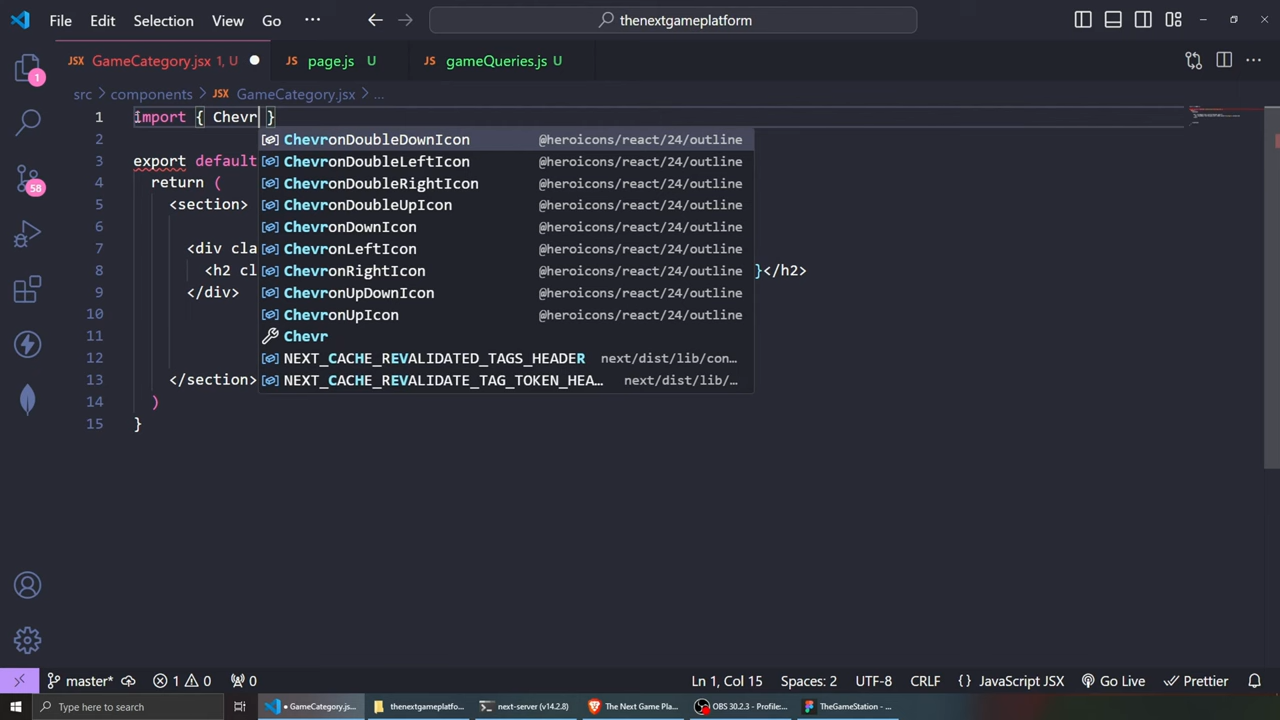 File Edit Selection View Go ··· thenextgameplatform
JSX GameCategory.jsx 1, U JS page.js U JS gameQueries.js U
src > components > JSX GameCategory.jsx > ...
1 import { Chevr }
2
3 export default
4 return (
5 <section>
6
7 <div cla
8 <h2 cl }</h2>
9 </div>
10
11
12
13 </section>
14 )
15 }
ChevronDoubleDownIcon @heroicons/react/24/outline
ChevronDoubleLeftIcon @heroicons/react/24/outline
ChevronDoubleRightIcon @heroicons/react/24/outline
ChevronDoubleUpIcon @heroicons/react/24/outline
ChevronDownIcon @heroicons/react/24/outline
ChevronLeftIcon @heroicons/react/24/outline
ChevronRightIcon @heroicons/react/24/outline
ChevronUpDownIcon @heroicons/react/24/outline
ChevronUpIcon @heroicons/react/24/outline
Chevr
NEXT_CACHE_REVALIDATED_TAGS_HEADER next/dist/lib/con…
NEXT_CACHE_REVALIDATE_TAG_TOKEN_HEA… next/dist/lib/…
1
58
master* 1 0 0 Ln 1, Col 15 Spaces: 2 UTF-8 CRLF {} JavaScript JSX Go Live Prettier
Type here to search GameCategory.jsx... thenextgameplatfor... next-server (v14.2.8) The Next Game Pla... OBS 30.2.3 - Profile:... TheGameStation - ...